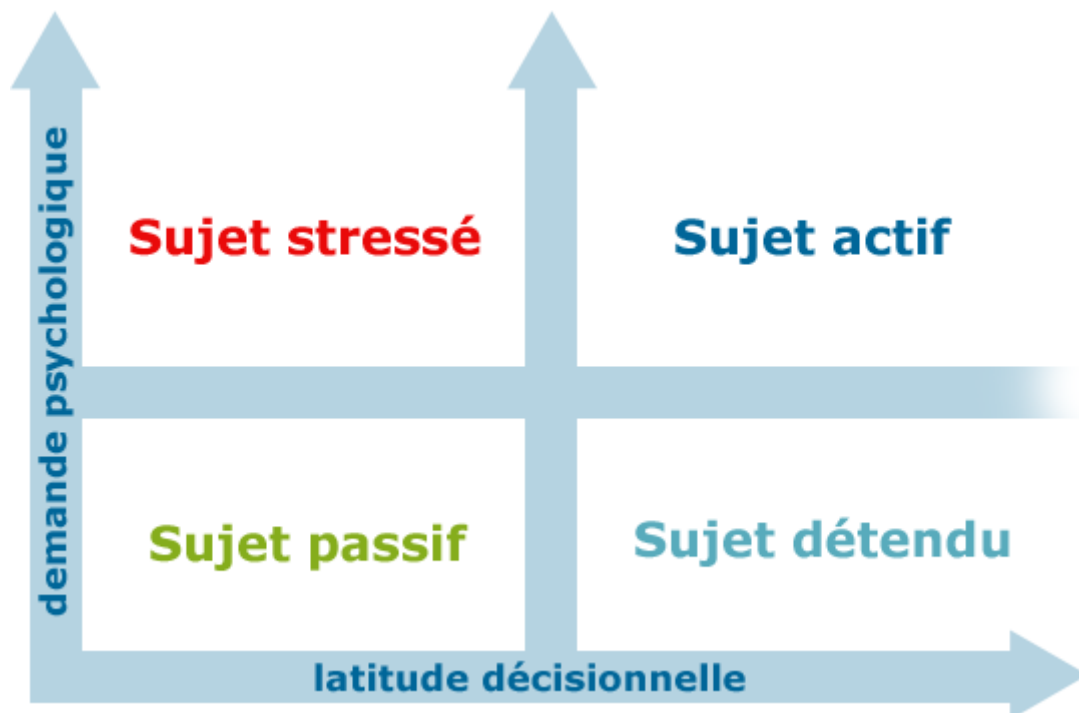 demande psychologique
Sujet stressé
Sujet actif
Sujet passif
Sujet détendu
latitude décisionnelle